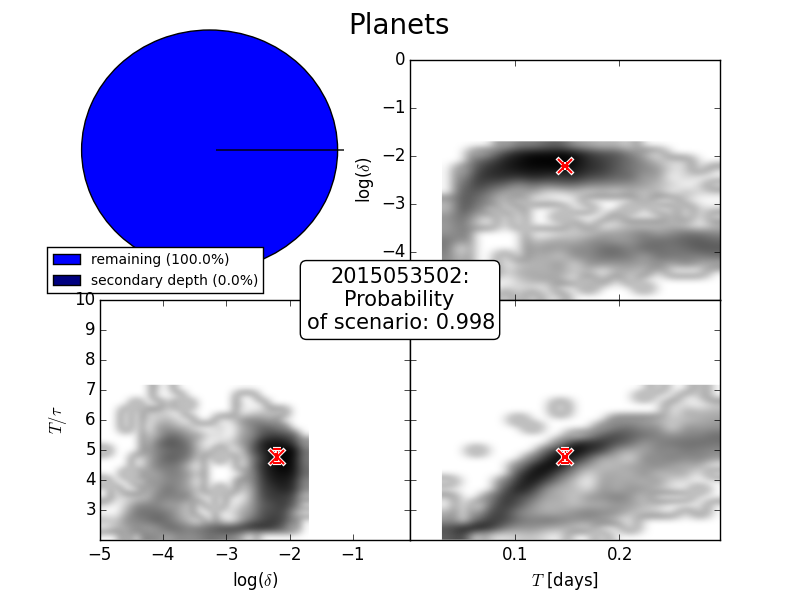 Planets
remaining (100.0%)
secondary depth (0.0%)
0
−1
−2
−3
−4
log(δ)
2015053502:
Probability
of scenario: 0.998
10
9
8
7
6
5
4
3
T/τ
−5
−4
−3
−2
−1
log(δ)
0.1
0.2
T [days]